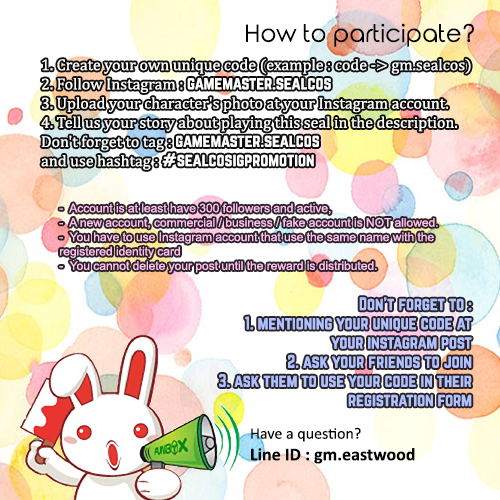 How to participate?
1. Create your own unique code (example : code -> gm.sealcos)
2. Follow Instagram : GAMEMASTER.SEALCOS
3. Upload your character's photo at your Instagram account.
4. Tell us your story about playing this seal in the description.
Don't forget to tag : GAMEMASTER.SEALCOS
and use hashtag : #SEALCOSIGPROMOTION
- Account is at least have 300 followers and active,
- A new account, commercial / business / fake account is NOT allowed.
- You have to use Instagram account that use the same name with the
registered identity card
- You cannot delete your post until the reward is distributed.
DON'T FORGET TO :
1. MENTIONING YOUR UNIQUE CODE AT
YOUR INSTAGRAM POST
2. ASK YOUR FRIENDS TO JOIN
3. ASK THEM TO USE YOUR CODE IN THEIR
REGISTRATION FORM
FUNBOX
Have a question?
Line ID : gm.eastwood